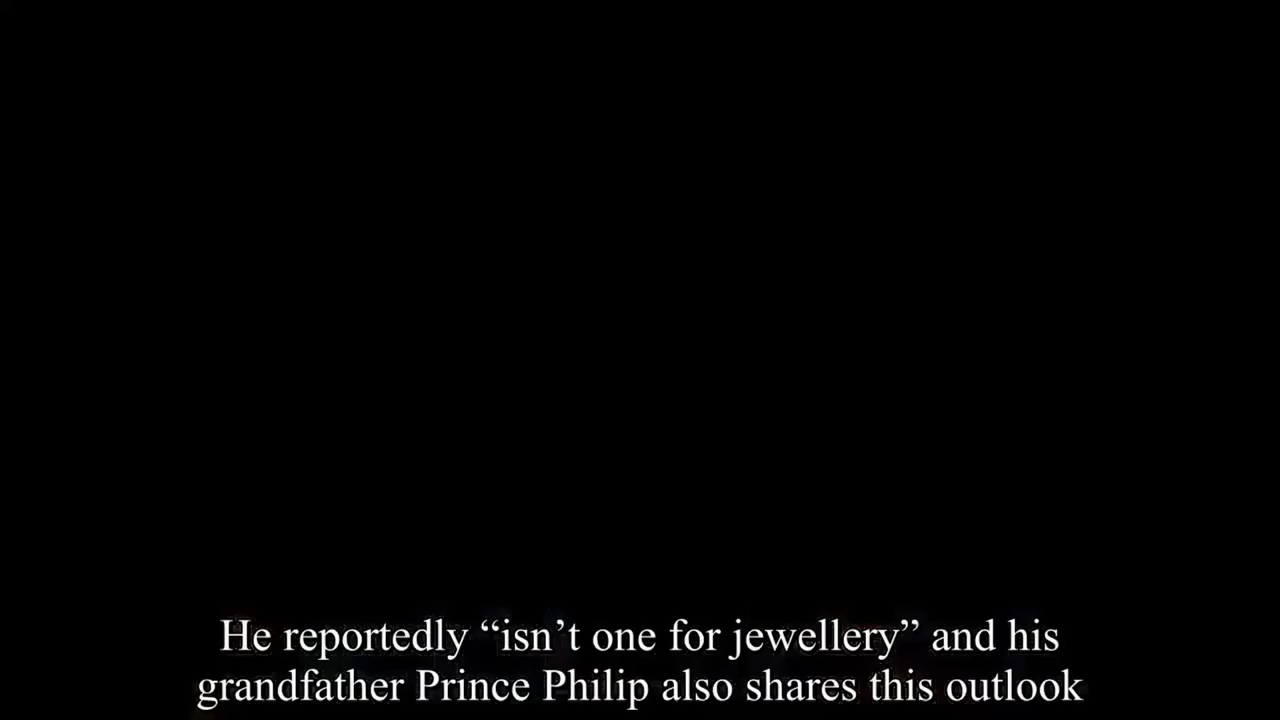 He reportedly “isn’t one for jewellery” and his
grandfather Prince Philip also shares this outlook